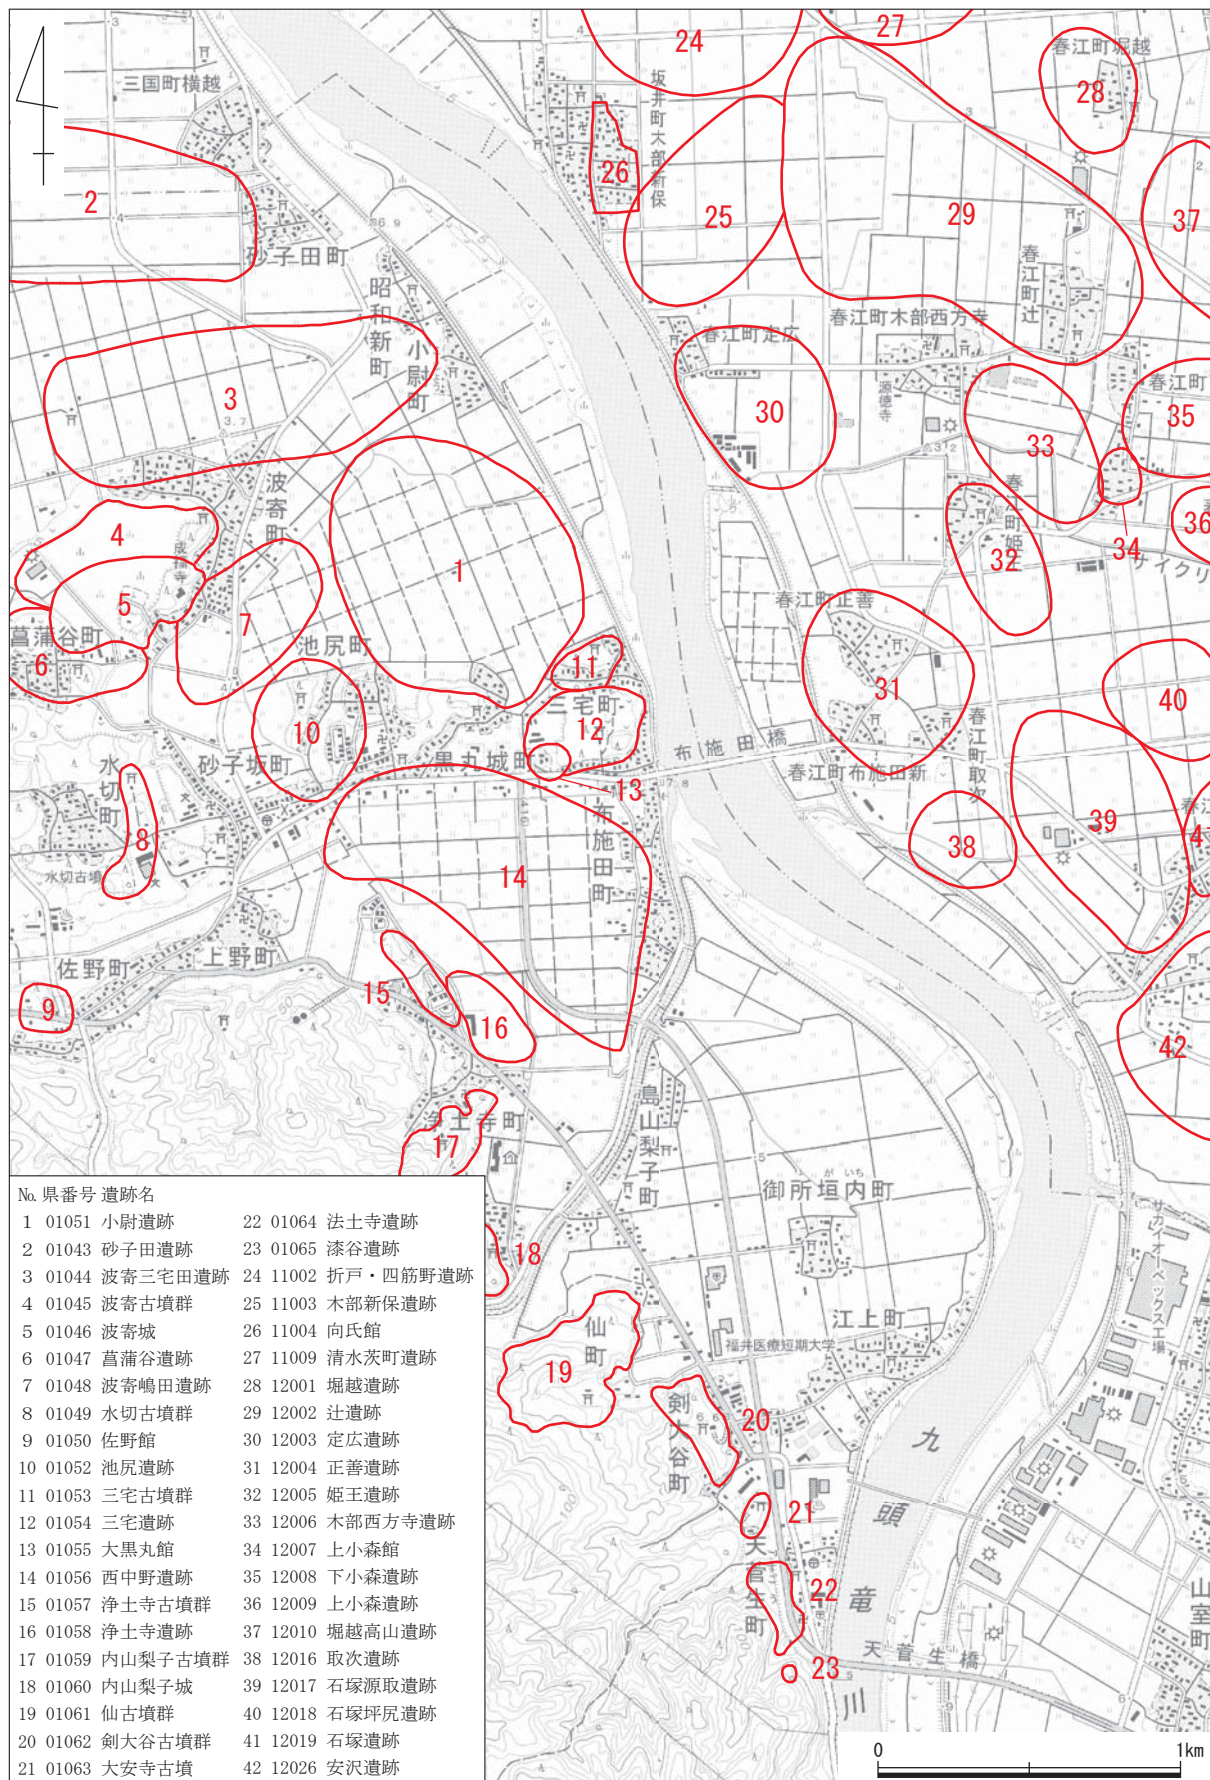 三国町横越
坂井町木部新保
春江町堀越
24
27
28
26
25
29
37
2
砂子田町
昭和新町
小尉町
春江町辻
春江町定広
春江町木部西方寺
源徳寺
春江町
3
30
33
35
波寄町
4
成福寺
5
7
1
春江町姫王
32
34
36
サイクリ
菖蒲谷町
6
池尻町
10
11
三宅町
12
13
春江町正善
31
40
水切町
砂子坂町
黒丸城町
布施田橋
春江町布施田新
春江町取次
8
水切古墳
14
布施田町
38
39
41
佐野町
上野町
9
15
16
42
浄土寺町
17
島山梨子町
御所垣内町
ごしょがいち
18
サカイオーベックス工場
仙町
19
江上町
福井医療短期大学
剣大谷町
20
21
九頭竜川
天菅生町
22
23
天菅生橋
山室町
No. 県番号 遺跡名
1 01051 小尉遺跡
2 01043 砂子田遺跡
3 01044 波寄三宅田遺跡
4 01045 波寄古墳群
5 01046 波寄城
6 01047 菖蒲谷遺跡
7 01048 波寄嶋田遺跡
8 01049 水切古墳群
9 01050 佐野館
10 01052 池尻遺跡
11 01053 三宅古墳群
12 01054 三宅遺跡
13 01055 大黒丸館
14 01056 西中野遺跡
15 01057 浄土寺古墳群
16 01058 浄土寺遺跡
17 01059 内山梨子古墳群
18 01060 内山梨子城
19 01061 仙古墳群
20 01062 剣大谷古墳群
21 01063 大安寺古墳
22 01064 法土寺遺跡
23 01065 漆谷遺跡
24 11002 折戸・四筋野遺跡
25 11003 木部新保遺跡
26 11004 向氏館
27 11009 清水茨町遺跡
28 12001 堀越遺跡
29 12002 辻遺跡
30 12003 定広遺跡
31 12004 正善遺跡
32 12005 姫王遺跡
33 12006 木部西方寺遺跡
34 12007 上小森館
35 12008 下小森遺跡
36 12009 上小森遺跡
37 12010 堀越高山遺跡
38 12016 取次遺跡
39 12017 石塚源取遺跡
40 12018 石塚坪尻遺跡
41 12019 石塚遺跡
42 12026 安沢遺跡
0 1km